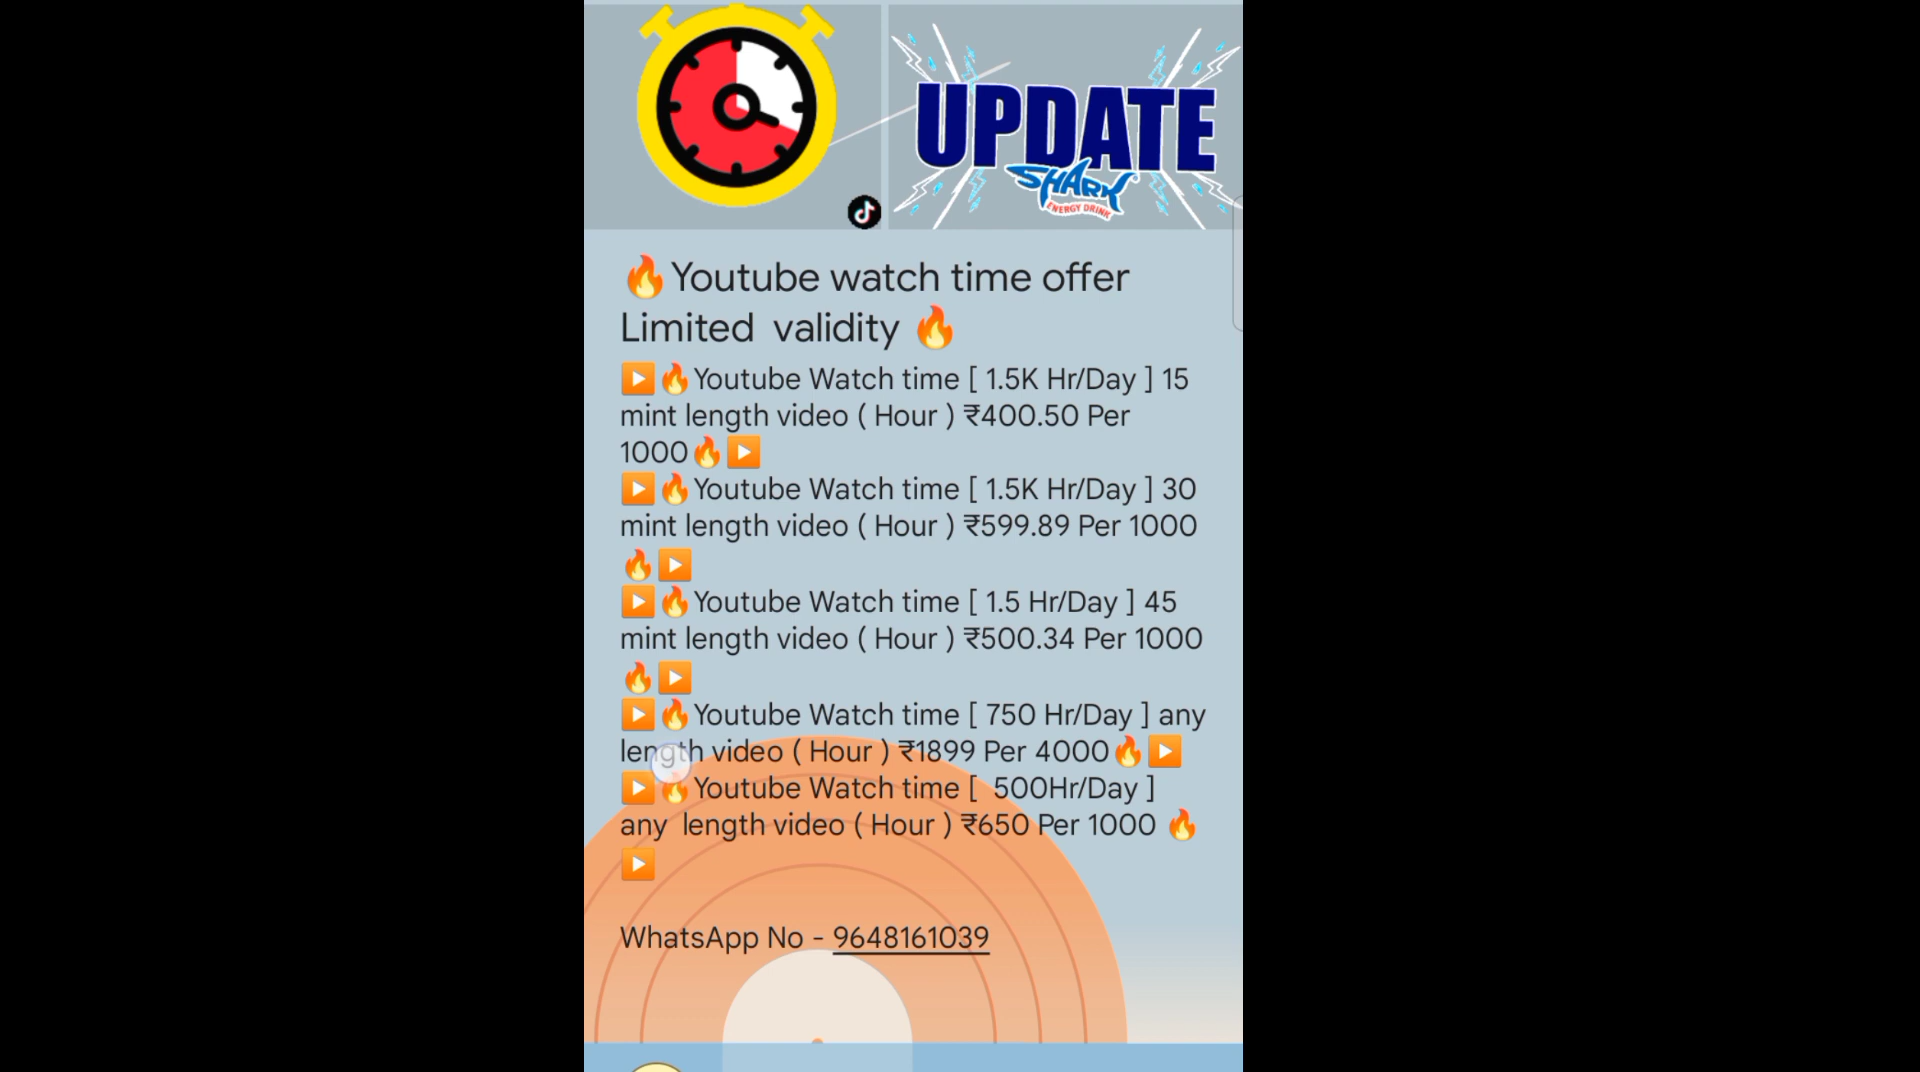 UPDATE
SHARK
ENERGY DRINK
🔥Youtube watch time offer
Limited  validity 🔥
▶️🔥Youtube Watch time [ 1.5K Hr/Day ] 15
mint length video ( Hour ) ₹400.50 Per
1000🔥▶️
▶️🔥Youtube Watch time [ 1.5K Hr/Day ] 30
mint length video ( Hour ) ₹599.89 Per 1000
🔥▶️
▶️🔥Youtube Watch time [ 1.5 Hr/Day ] 45
mint length video ( Hour ) ₹500.34 Per 1000
🔥▶️
▶️🔥Youtube Watch time [ 750 Hr/Day ] any
length video ( Hour ) ₹1899 Per 4000🔥▶️
▶️🔥Youtube Watch time [  500Hr/Day ]
any  length video ( Hour ) ₹650 Per 1000 🔥
▶️
WhatsApp No - 9648161039